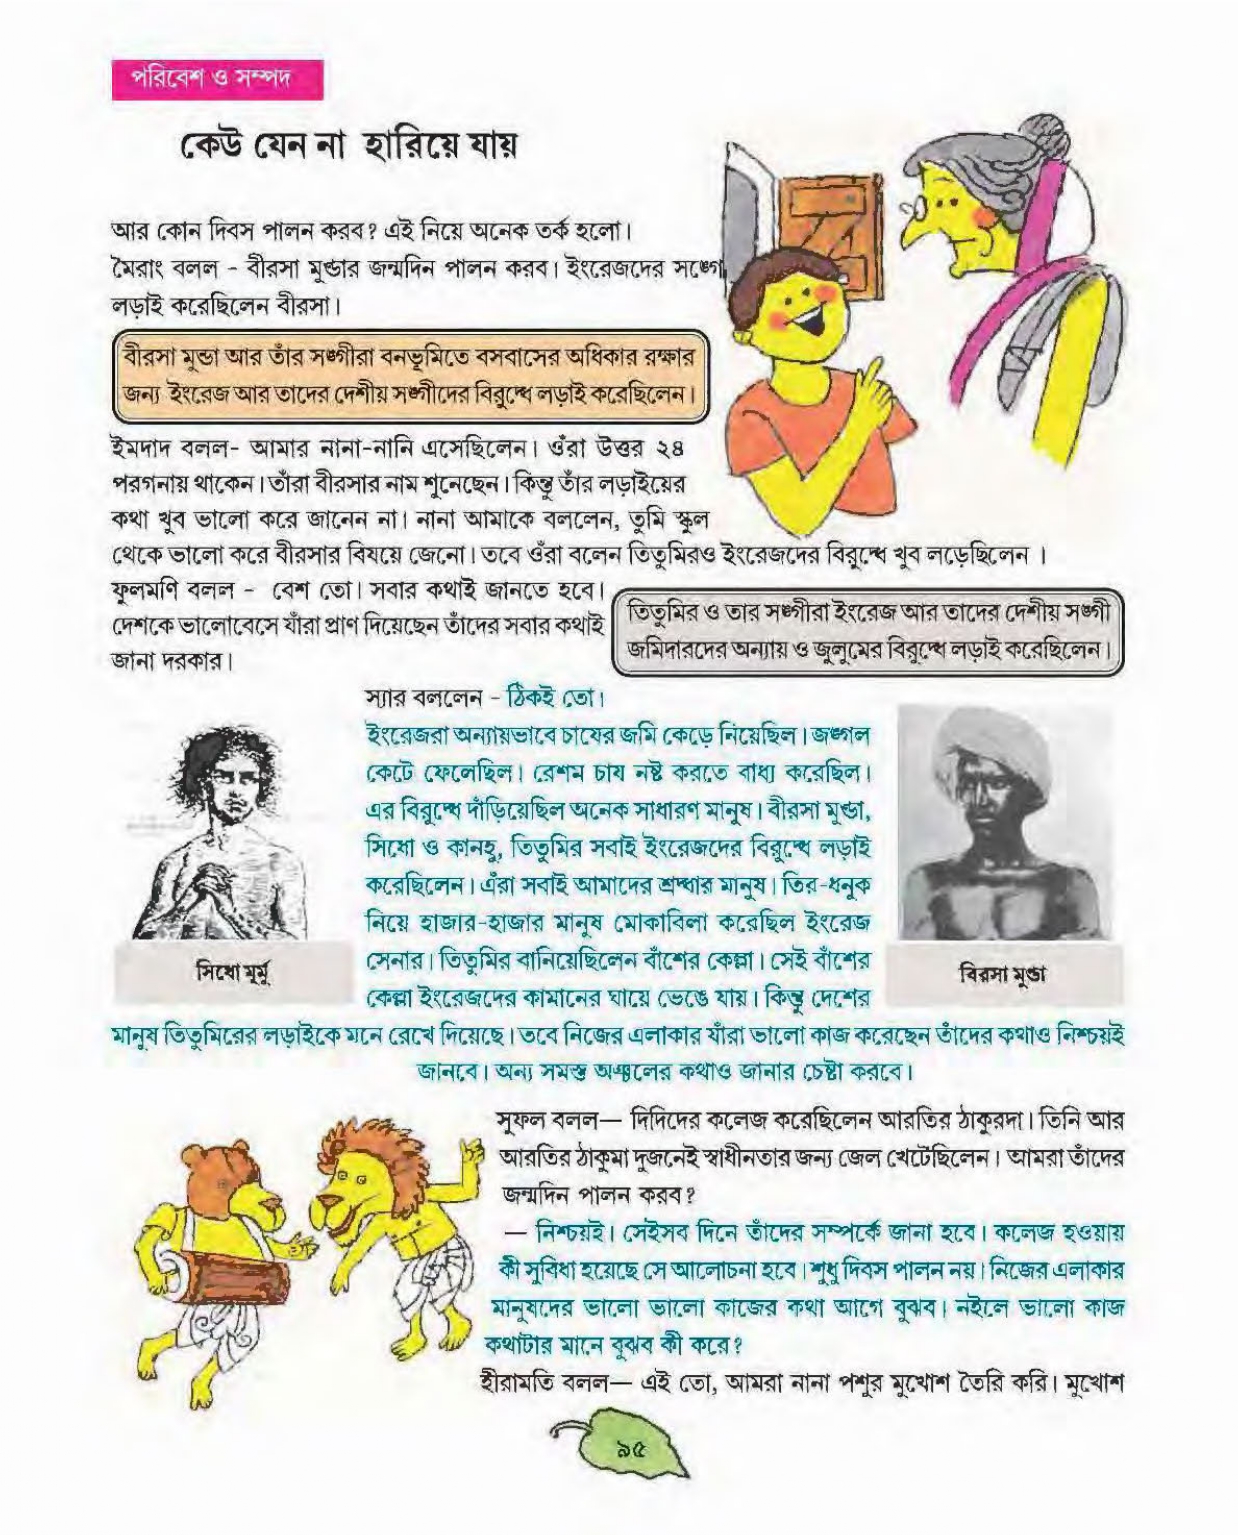 পরিবেশ ও সম্পদ
কেউ যেন না হারিয়ে যায়
আর কোন দিবস পালন করব? এই নিয়ে অনেক তর্ক হলো।
মৈরাং বলল - বীরসা মুন্ডার জন্মদিন পালন করব। ইংরেজদের সঙ্গে
লড়াই করেছিলেন বীরসা।
বীরসা মুন্ডা আর তাঁর সঙ্গীরা বনভূমিতে বসবাসের অধিকার রক্ষার
জন্য ইংরেজ আর তাদের দেশীয় সঙ্গীদের বিরুদ্ধে লড়াই করেছিলেন।
ইমদাদ বলল- আমার নানা-নানি এসেছিলেন। ওঁরা উত্তর ২৪
পরগনায় থাকেন। তাঁরা বীরসার নাম শুনেছেন। কিন্তু তাঁর লড়াইয়ের
কথা খুব ভালো করে জানেন না। নানা আমাকে বললেন, তুমি স্কুল
থেকে ভালো করে বীরসার বিষয়ে জেনো। তবে ওঁরা বলেন তিতুমিরও ইংরেজদের বিরুদ্ধে খুব লড়েছিলেন ।
ফুলমণি বলল - বেশ তো। সবার কথাই জানতে হবে।
দেশকে ভালোবেসে যাঁরা প্রাণ দিয়েছেন তাঁদের সবার কথাই
জানা দরকার।
তিতুমির ও তার সঙ্গীরা ইংরেজ আর তাদের দেশীয় সঙ্গী
জমিদারদের অন্যায় ও জুলুমের বিরুদ্ধে লড়াই করেছিলেন।
স্যার বললেন - ঠিকই তো।
ইংরেজরা অন্যায়ভাবে চাষের জমি কেড়ে নিয়েছিল। জঙ্গল
কেটে ফেলেছিল। রেশম চাষ নষ্ট করতে বাধ্য করেছিল।
এর বিরুদ্ধে দাঁড়িয়েছিল অনেক সাধারণ মানুষ। বীরসা মুন্ডা,
সিধো ও কানহু, তিতুমির সবাই ইংরেজদের বিরুদ্ধে লড়াই
করেছিলেন। এঁরা সবাই আমাদের শ্রদ্ধার মানুষ। তির-ধনুক
নিয়ে হাজার-হাজার মানুষ মোকাবিলা করেছিল ইংরেজ
সেনার। তিতুমির বানিয়েছিলেন বাঁশের কেল্লা। সেই বাঁশের
কেল্লা ইংরেজদের কামানের ঘায়ে ভেঙে যায়। কিন্তু দেশের
মানুষ তিতুমিরের লড়াইকে মনে রেখে দিয়েছে। তবে নিজের এলাকার যাঁরা ভালো কাজ করেছেন তাঁদের কথাও নিশ্চয়ই
জানবে। অন্য সমস্ত অঞ্চলের কথাও জানার চেষ্টা করবে।
সিধো মূর্মূ
বিরসা মুন্ডা
সুফল বলল— দিদিদের কলেজ করেছিলেন আরতির ঠাকুরদা। তিনি আর
আরতির ঠাকুমা দুজনেই স্বাধীনতার জন্য জেল খেটেছিলেন। আমরা তাঁদের
জন্মদিন পালন করব?
— নিশ্চয়ই। সেইসব দিনে তাঁদের সম্পর্কে জানা হবে। কলেজ হওয়ায়
কী সুবিধা হয়েছে সে আলোচনা হবে। শুধু দিবস পালন নয়। নিজের এলাকার
মানুষদের ভালো ভালো কাজের কথা আগে বুঝব। নইলে ভালো কাজ
কথাটার মানে বুঝব কী করে?
হীরামতি বলল— এই তো, আমরা নানা পশুর মুখোশ তৈরি করি। মুখোশ
৯৫